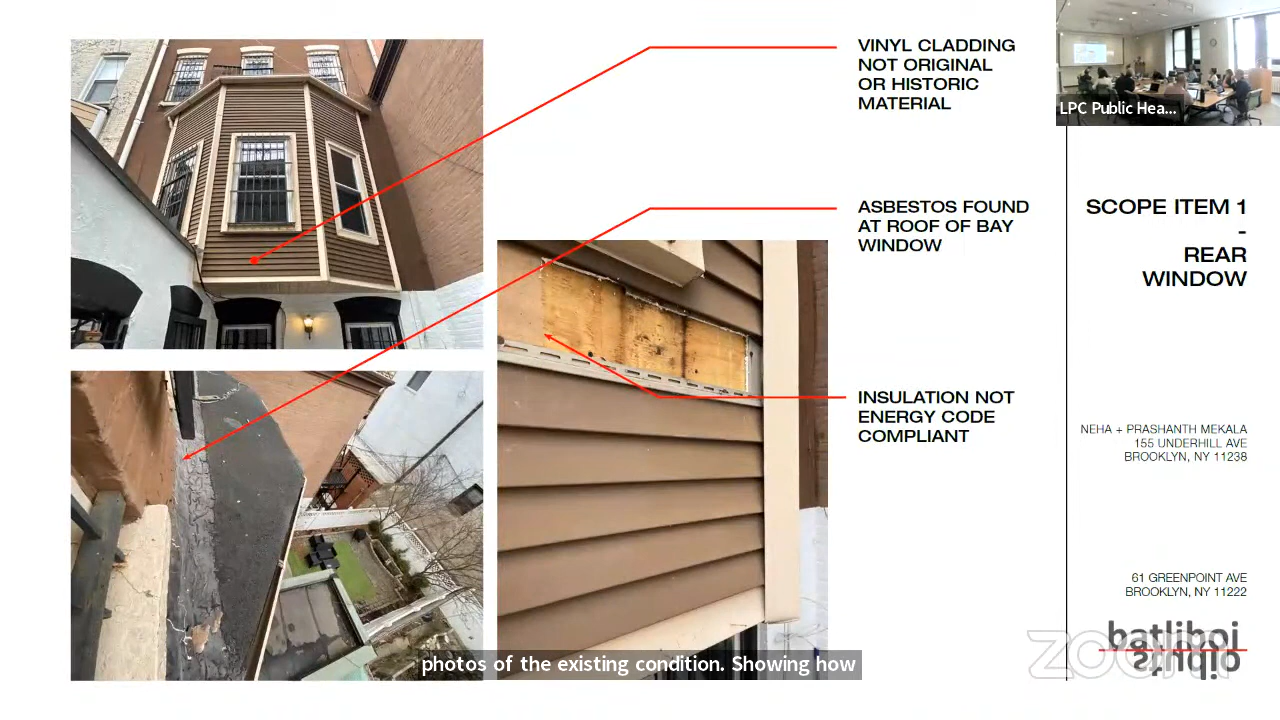 VINYL CLADDING
NOT ORIGINAL
OR HISTORIC
MATERIAL
ASBESTOS FOUND
AT ROOF OF BAY
WINDOW
INSULATION NOT
ENERGY CODE
COMPLIANT
LPC Public Hea...
SCOPE ITEM 1
-
REAR
WINDOW
NEHA + PRASHANTH MEKALA
155 UNDERHILL AVE
BROOKLYN, NY 11238
61 GREENPOINT AVE
BROOKLYN, NY 11222
batliboi
studio
zoom
photos of the existing condition. Showing how